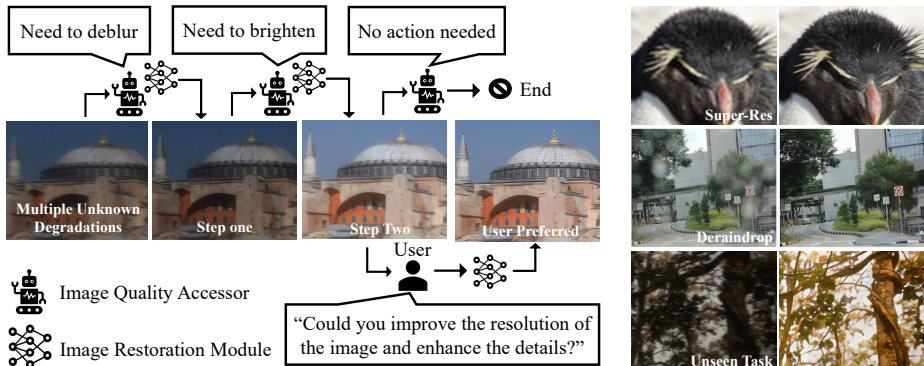 Need to deblur
Need to brighten
No action needed
End
Multiple Unknown
Degradations
Step one
Step Two
User Preferred
User
Image Quality Accessor
Image Restoration Module
“Could you improve the resolution of
the image and enhance the details?”
Super-Res
Deraindrop
Unseen Task